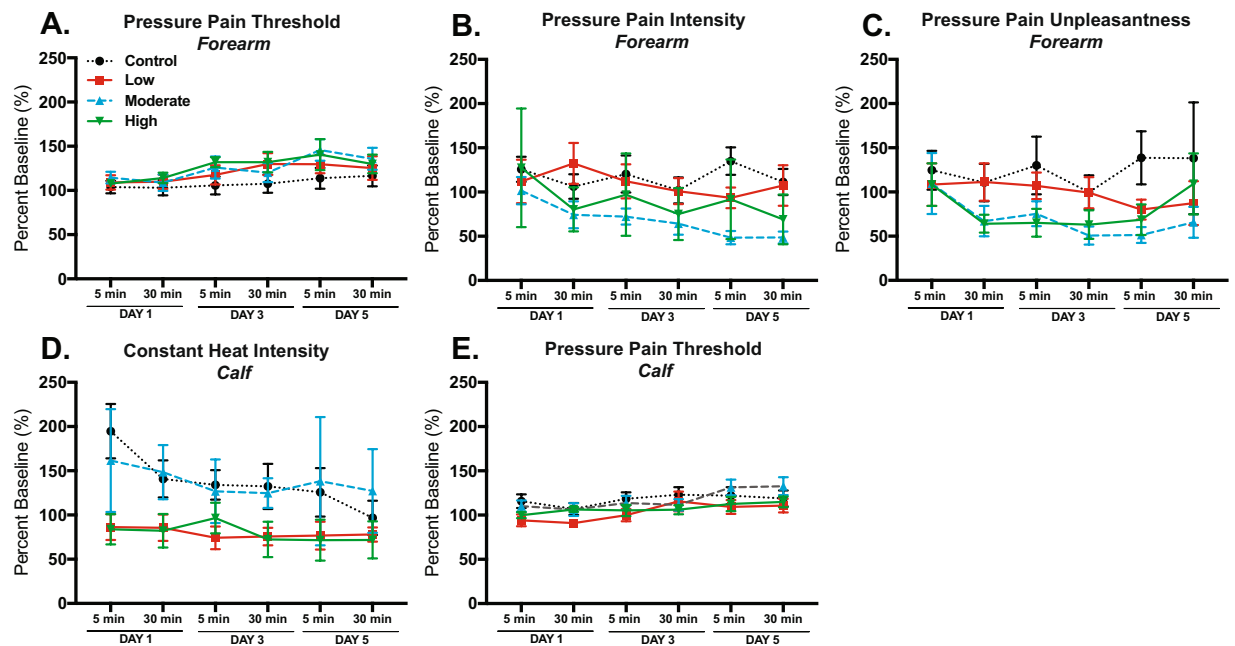 A.
Pressure Pain Threshold
Forearm
Percent Baseline (%)
250
200
150
100
50
0
Control
Low
Moderate
High
5 min 30 min 5 min 30 min 5 min 30 min
DAY 1 DAY 3 DAY 5
B.
Pressure Pain Intensity
Forearm
Percent Baseline (%)
250
200
150
100
50
0
5 min 30 min 5 min 30 min 5 min 30 min
DAY 1 DAY 3 DAY 5
C.
Pressure Pain Unpleasantness
Forearm
Percent Baseline (%)
250
200
150
100
50
0
5 min 30 min 5 min 30 min 5 min 30 min
DAY 1 DAY 3 DAY 5
D.
Constant Heat Intensity
Calf
Percent Baseline (%)
250
200
150
100
50
0
5 min 30 min 5 min 30 min 5 min 30 min
DAY 1 DAY 3 DAY 5
E.
Pressure Pain Threshold
Calf
Percent Baseline (%)
250
200
150
100
50
0
5 min 30 min 5 min 30 min 5 min 30 min
DAY 1 DAY 3 DAY 5